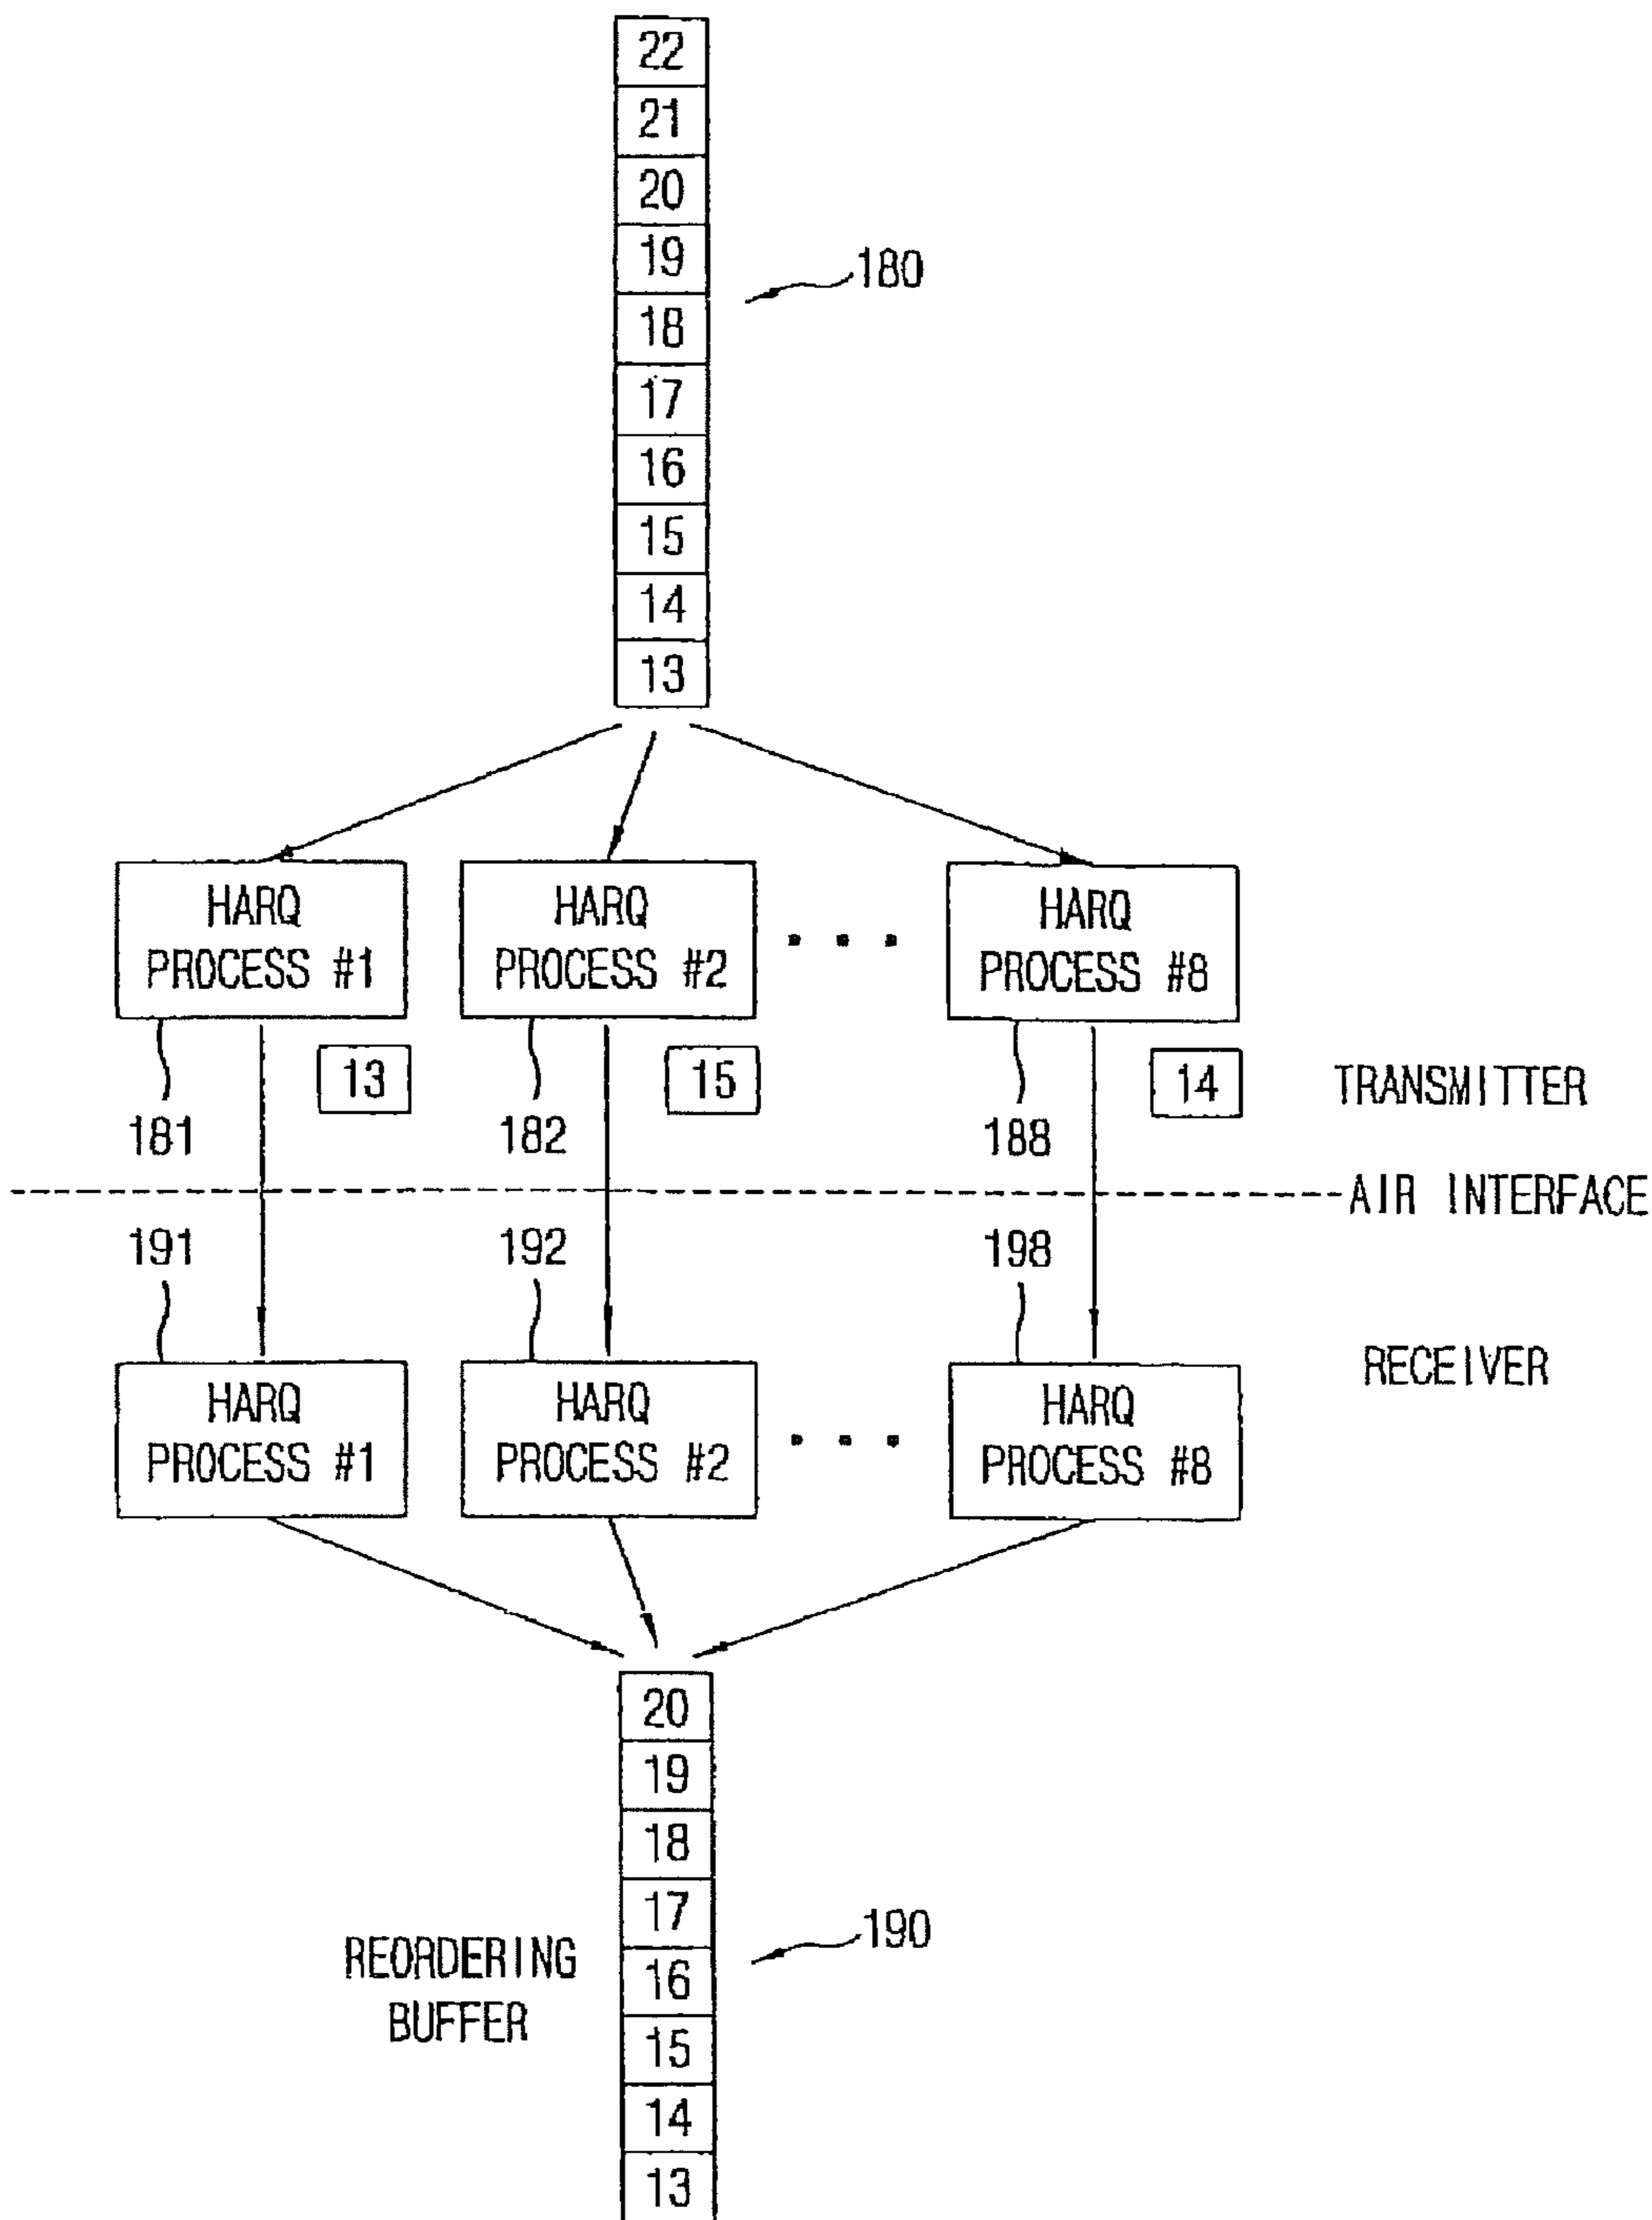 22
21
20
19
180
18
17
16
15
14
13
HARQ
PROCESS #1
HARQ
PROCESS #2
HARQ
PROCESS #8
13
15
14
TRANSMITTER
181
182
188
AIR INTERFACE
191
192
198
RECEIVER
HARQ
PROCESS #1
HARQ
PROCESS #2
HARQ
PROCESS #8
20
19
18
17
190
REORDERING
BUFFER
16
15
14
13